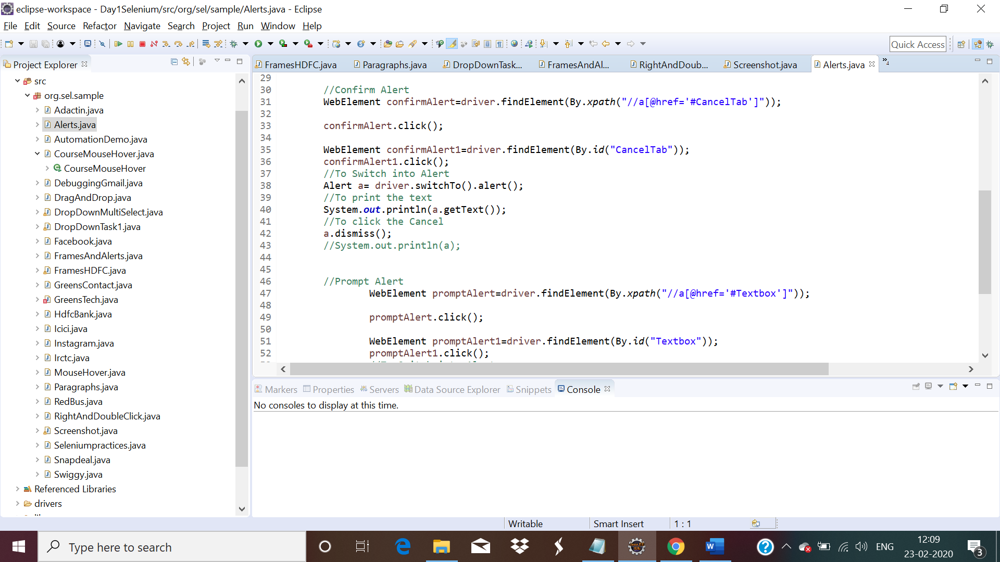 eclipse-workspace - Day1Selenium/src/org/sel/sample/Alerts.java - Eclipse
File Edit Source Refactor Navigate Search Project Run Window Help
Quick Access
Project Explorer
src
org.sel.sample
Adactin.java
Alerts.java
AutomationDemo.java
CourseMouseHover.java
CourseMouseHover
DebuggingGmail.java
DragAndDrop.java
DropDownMultiSelect.java
DropDownTask1.java
Facebook.java
FramesAndAlerts.java
FramesHDFC.java
GreensContact.java
GreensTech.java
HdfcBank.java
Icici.java
Instagram.java
Irctc.java
MouseHover.java
Paragraphs.java
RedBus.java
RightAndDoubleClick.java
Screenshot.java
Seleniumpractices.java
Snapdeal.java
Swiggy.java
Referenced Libraries
drivers
FramesHDFC.java Paragraphs.java DropDownTask... FramesAndAl... RightAndDoub... Screenshot.java Alerts.java »4
29
30 //Confirm Alert
31 WebElement confirmAlert=driver.findElement(By.xpath("//a[@href='#CancelTab']"));
32
33 confirmAlert.click();
34
35 WebElement confirmAlert1=driver.findElement(By.id("CancelTab"));
36 confirmAlert1.click();
37 //To Switch into Alert
38 Alert a= driver.switchTo().alert();
39 //To print the text
40 System.out.println(a.getText());
41 //To click the Cancel
42 a.dismiss();
43 //System.out.println(a);
44
45
46 //Prompt Alert
47 WebElement promptAlert=driver.findElement(By.xpath("//a[@href='#Textbox']"));
48
49 promptAlert.click();
50
51 WebElement promptAlert1=driver.findElement(By.id("Textbox"));
52 promptAlert1.click();
Markers Properties Servers Data Source Explorer Snippets Console
No consoles to display at this time.
Writable Smart Insert 1 : 1
Type here to search
ENG
12:09
23-02-2020
3